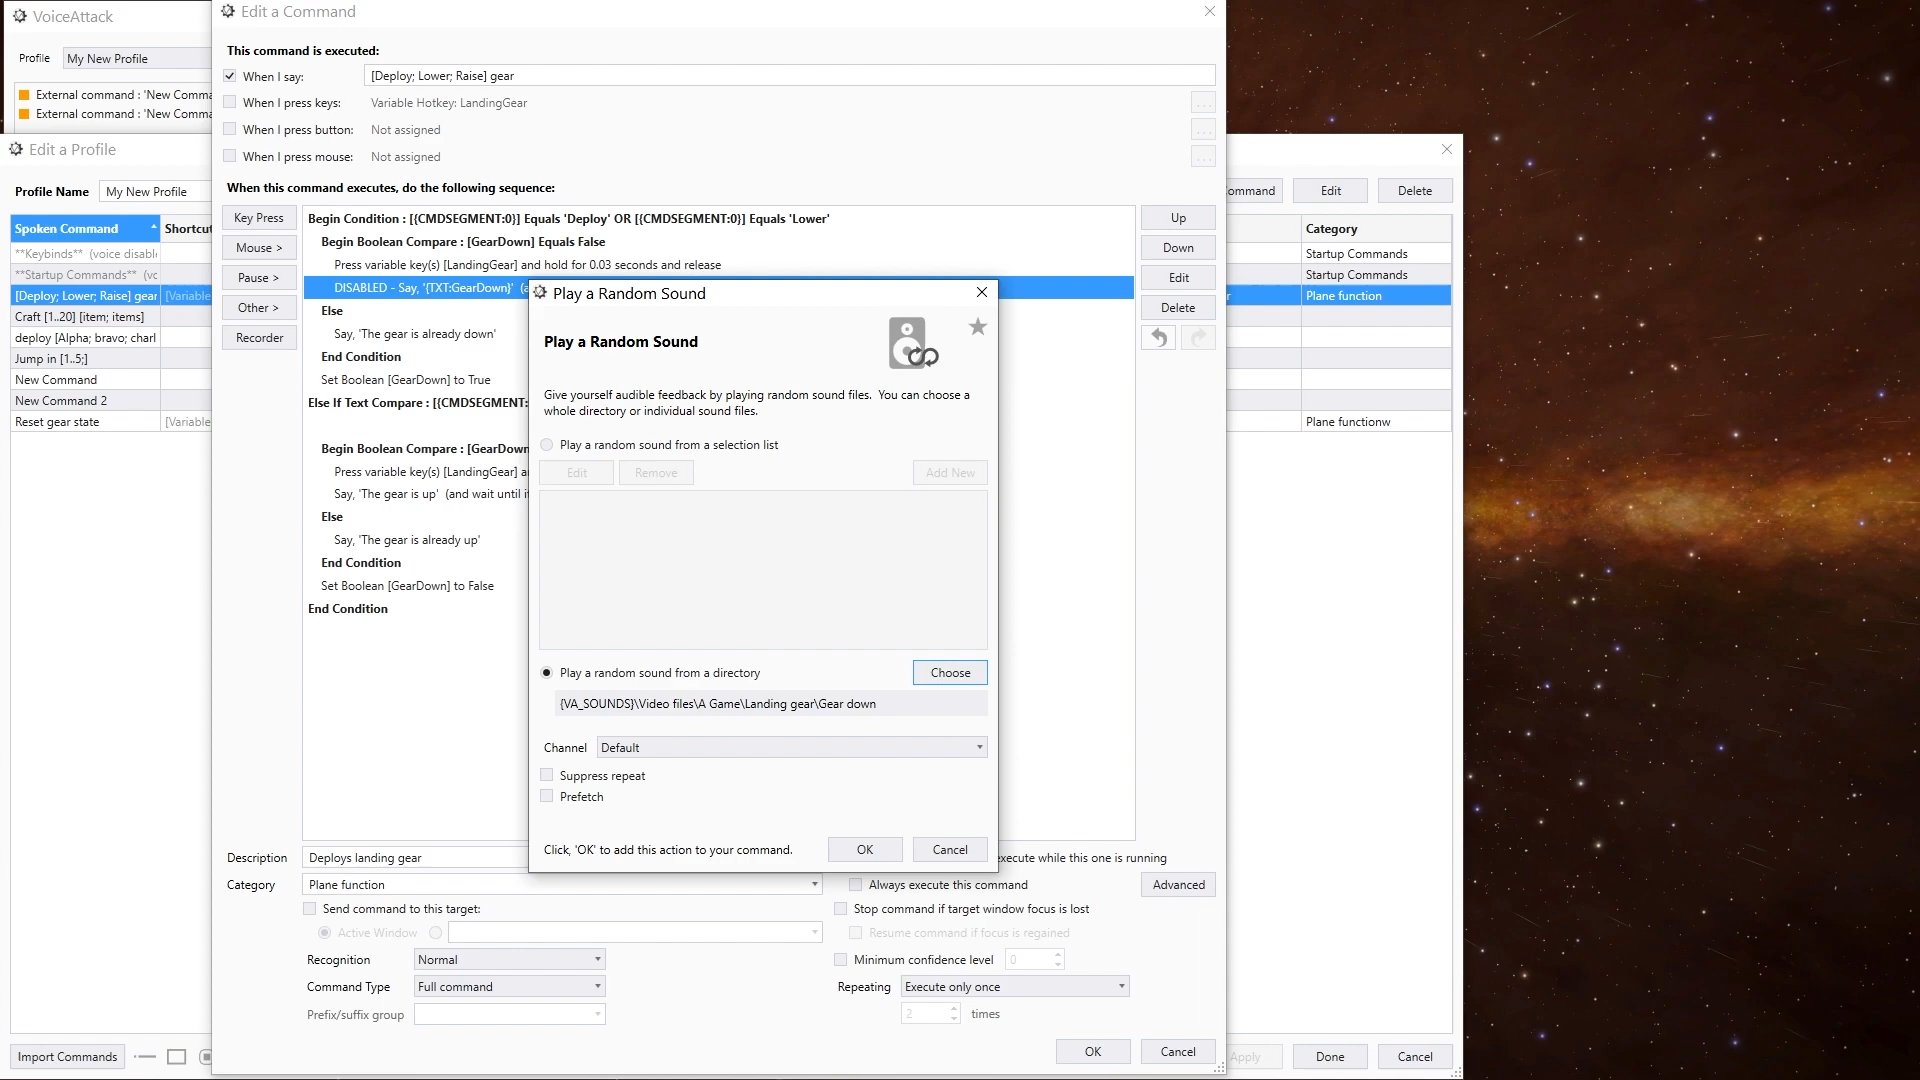 VoiceAttack
Profile
My New Profile
External command : 'New Comma
External command : 'New Comma
Edit a Profile
Profile Name
My New Profile
Spoken Command
Shortcut
**Keybinds** (voice disable
**Startup Commands** (vc
[Deploy; Lower; Raise] gear
[Variable
Craft [1..20] [item; items]
deploy [Alpha; bravo; charl
Jump in [1..5;]
New Command
New Command 2
Reset gear state
[Variable
Import Commands
Edit a Command
This command is executed:
When I say:
[Deploy; Lower; Raise] gear
When I press keys:
Variable Hotkey: LandingGear
...
When I press button:
Not assigned
...
When I press mouse:
Not assigned
...
When this command executes, do the following sequence:
Key Press
Mouse >
Pause >
Other >
Recorder
Begin Condition : [{CMDSEGMENT:0}] Equals 'Deploy' OR [{CMDSEGMENT:0}] Equals 'Lower'
Begin Boolean Compare : [GearDown] Equals False
Press variable key(s) [LandingGear] and hold for 0.03 seconds and release
DISABLED - Say, '{TXT:GearDown}' (a
Else
Say, 'The gear is already down'
End Condition
Set Boolean [GearDown] to True
Else If Text Compare : [{CMDSEGMENT:
Begin Boolean Compare : [GearDown
Press variable key(s) [LandingGear] a
Say, 'The gear is up' (and wait until i
Else
Say, 'The gear is already up'
End Condition
Set Boolean [GearDown] to False
End Condition
Up
Down
Edit
Delete
Play a Random Sound
Play a Random Sound
Give yourself audible feedback by playing random sound files. You can choose a
whole directory or individual sound files.
Play a random sound from a selection list
Edit
Remove
Add New
Play a random sound from a directory
Choose
{VA_SOUNDS}\Video files\A Game\Landing gear\Gear down
Channel
Default
Suppress repeat
Prefetch
Click, 'OK' to add this action to your command.
OK
Cancel
Description
Deploys landing gear
execute while this one is running
Category
Plane function
Always execute this command
Advanced
Send command to this target:
Stop command if target window focus is lost
Active Window
Resume command if focus is regained
Recognition
Normal
Minimum confidence level
0
Command Type
Full command
Repeating
Execute only once
Prefix/suffix group
2
times
OK
Cancel
ommand
Edit
Delete
Category
Startup Commands
Startup Commands
r
Plane function
Plane functionw
Apply
Done
Cancel